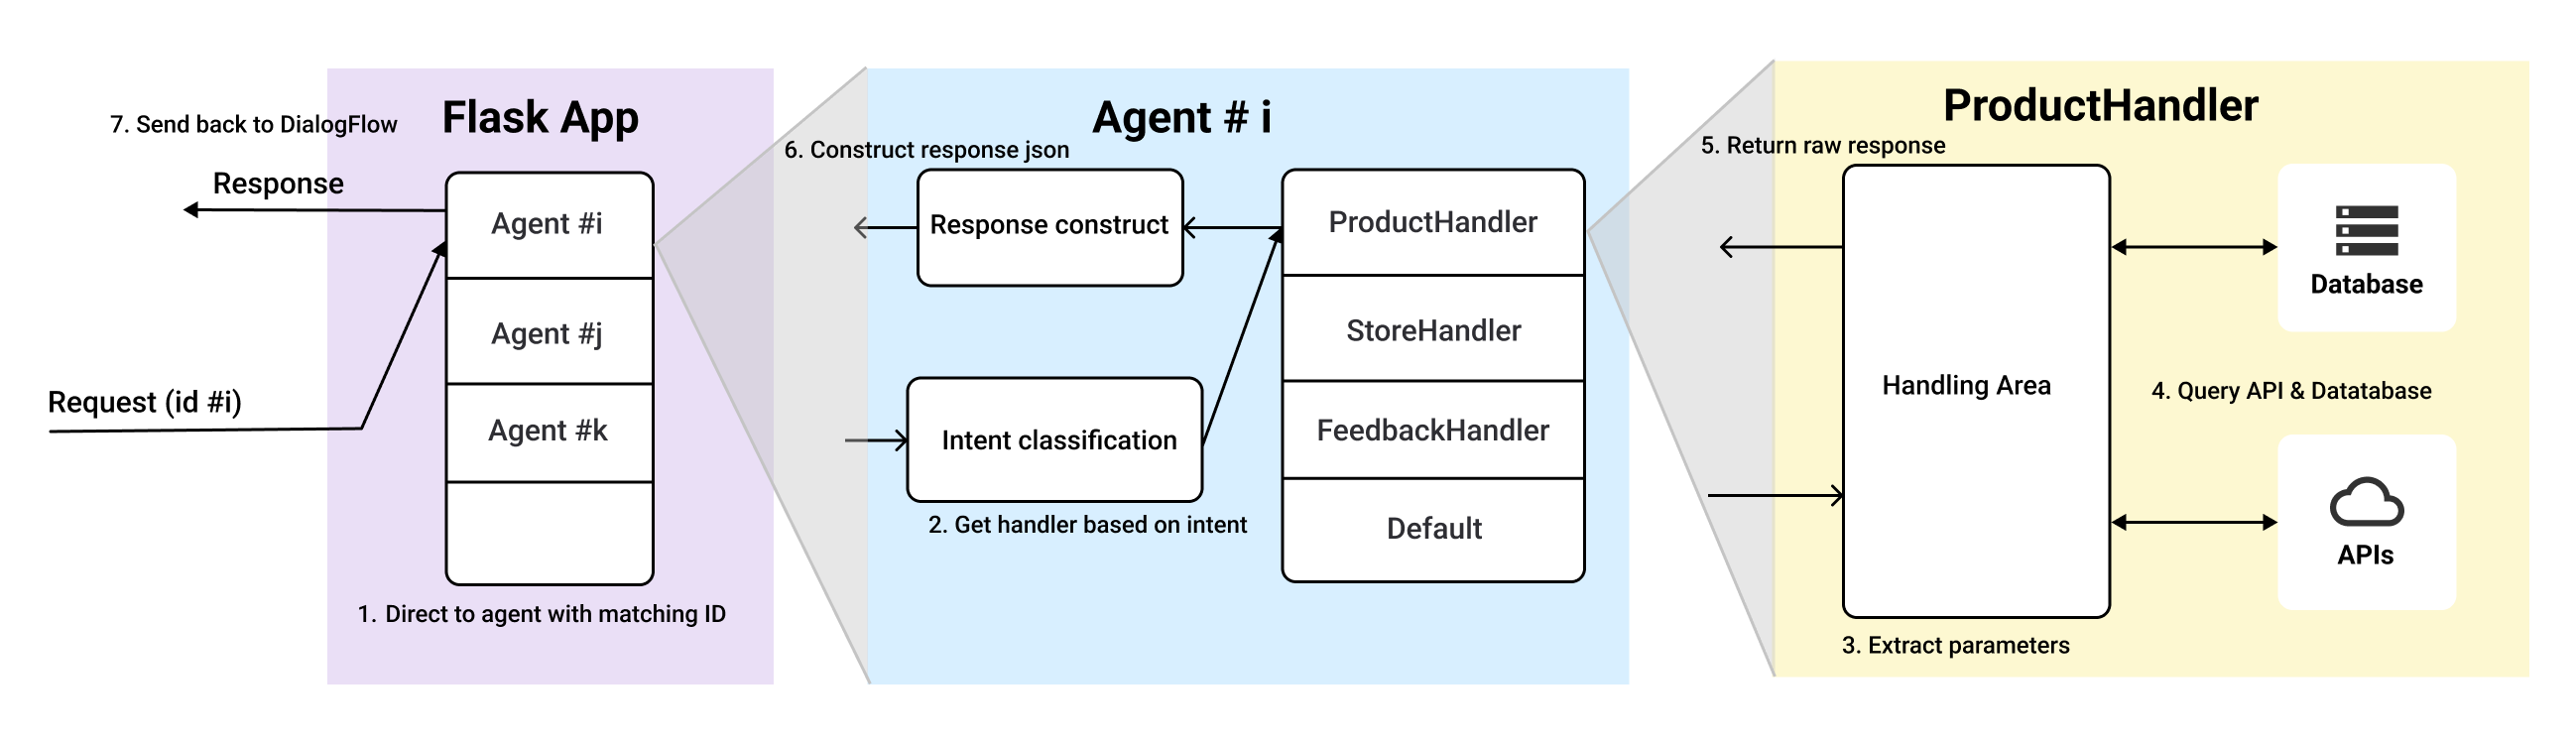 Flask App
7. Send back to DialogFlow
Response
Request (id #i)
Agent #i
Agent #j
Agent #k
1. Direct to agent with matching ID
Agent # i
6. Construct response json
Response construct
Intent classification
2. Get handler based on intent
ProductHandler
StoreHandler
FeedbackHandler
Default
ProductHandler
5. Return raw response
Handling Area
3. Extract parameters
Database
4. Query API & Datatabase
APIs